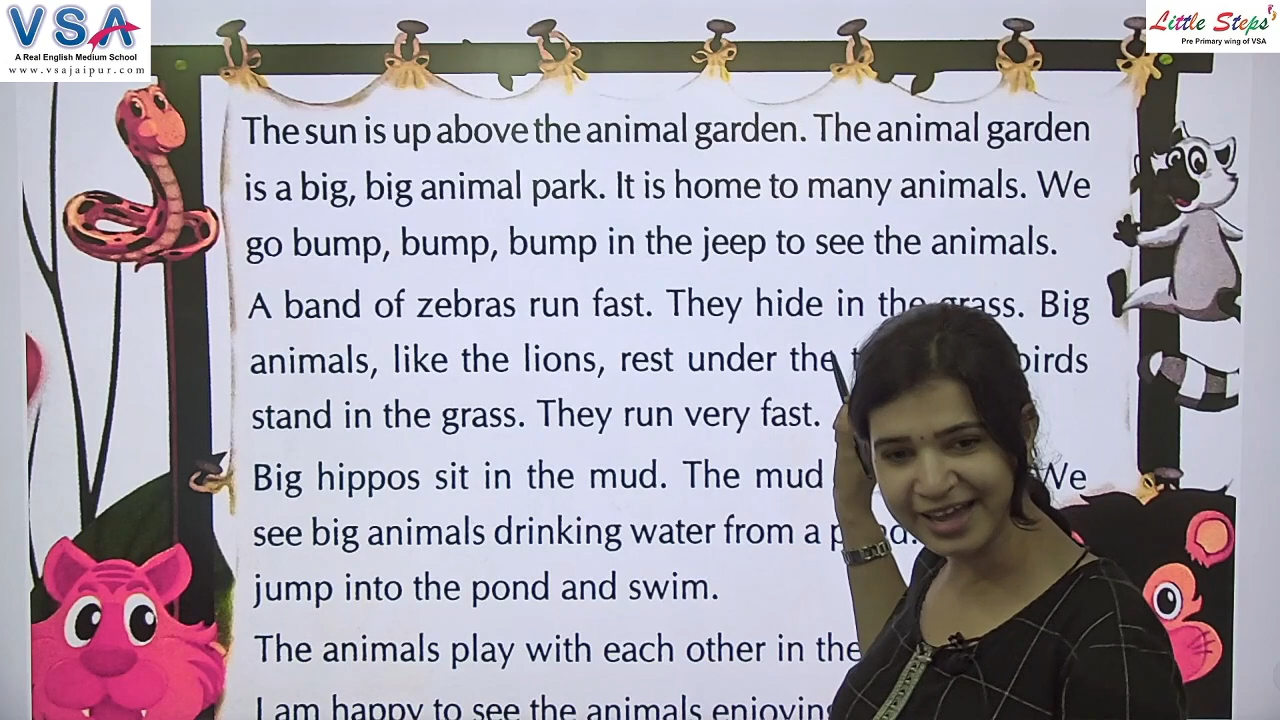 VSA
A Real English Medium School
www.vsajaipur.com
Little Steps
Pre Primary wing of VSA
The sun is up above the animal garden. The animal garden
is a big, big animal park. It is home to many animals. We
go bump, bump, bump in the jeep to see the animals.
A band of zebras run fast. They hide in the grass. Big
animals, like the lions, rest under the birds
stand in the grass. They run very fast.
Big hippos sit in the mud. The mud We
see big animals drinking water from a pond.
jump into the pond and swim.
The animals play with each other in the
I am happy to see the animals enjoying